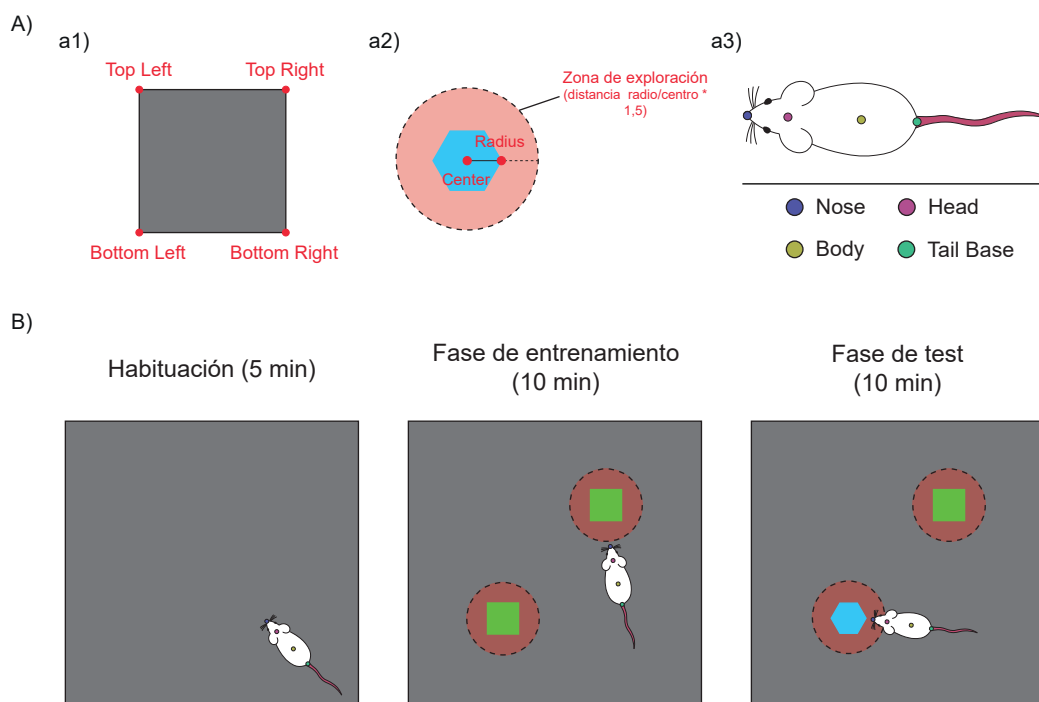 A)
a1)
Top Left
Top Right
Bottom Left
Bottom Right
a2)
Zona de exploración
(distancia radio/centro *
1,5)
Radius
Center
a3)
Nose
Head
Body
Tail Base
B)
Habituación (5 min)
Fase de entrenamiento
(10 min)
Fase de test
(10 min)